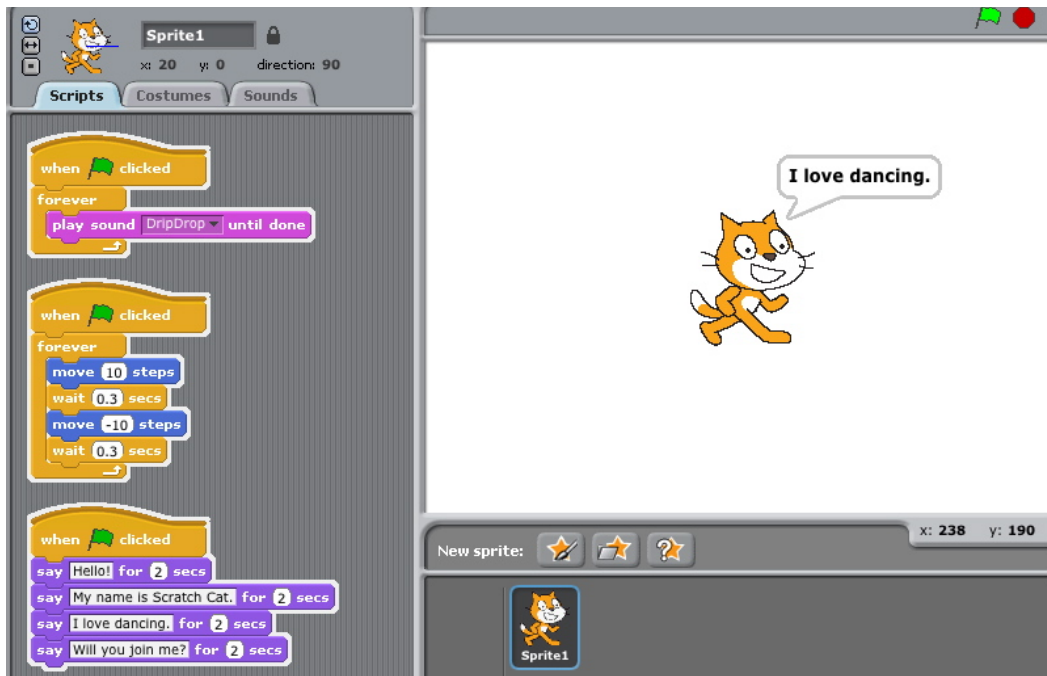 Sprite1
x: 20 y: 0 direction: 90
Scripts Costumes Sounds
when clicked
forever
play sound DripDrop until done
when clicked
forever
move 10 steps
wait 0.3 secs
move -10 steps
wait 0.3 secs
when clicked
say Hello! for 2 secs
say My name is Scratch Cat. for 2 secs
say I love dancing. for 2 secs
say Will you join me? for 2 secs
I love dancing.
x: 238 y: 190
New sprite:
Sprite1